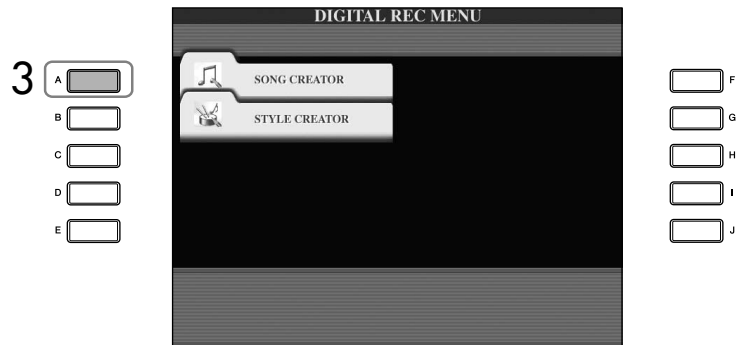 DIGITAL REC MENU
3
A
SONG CREATOR
F
B
STYLE CREATOR
G
C
H
D
I
E
J